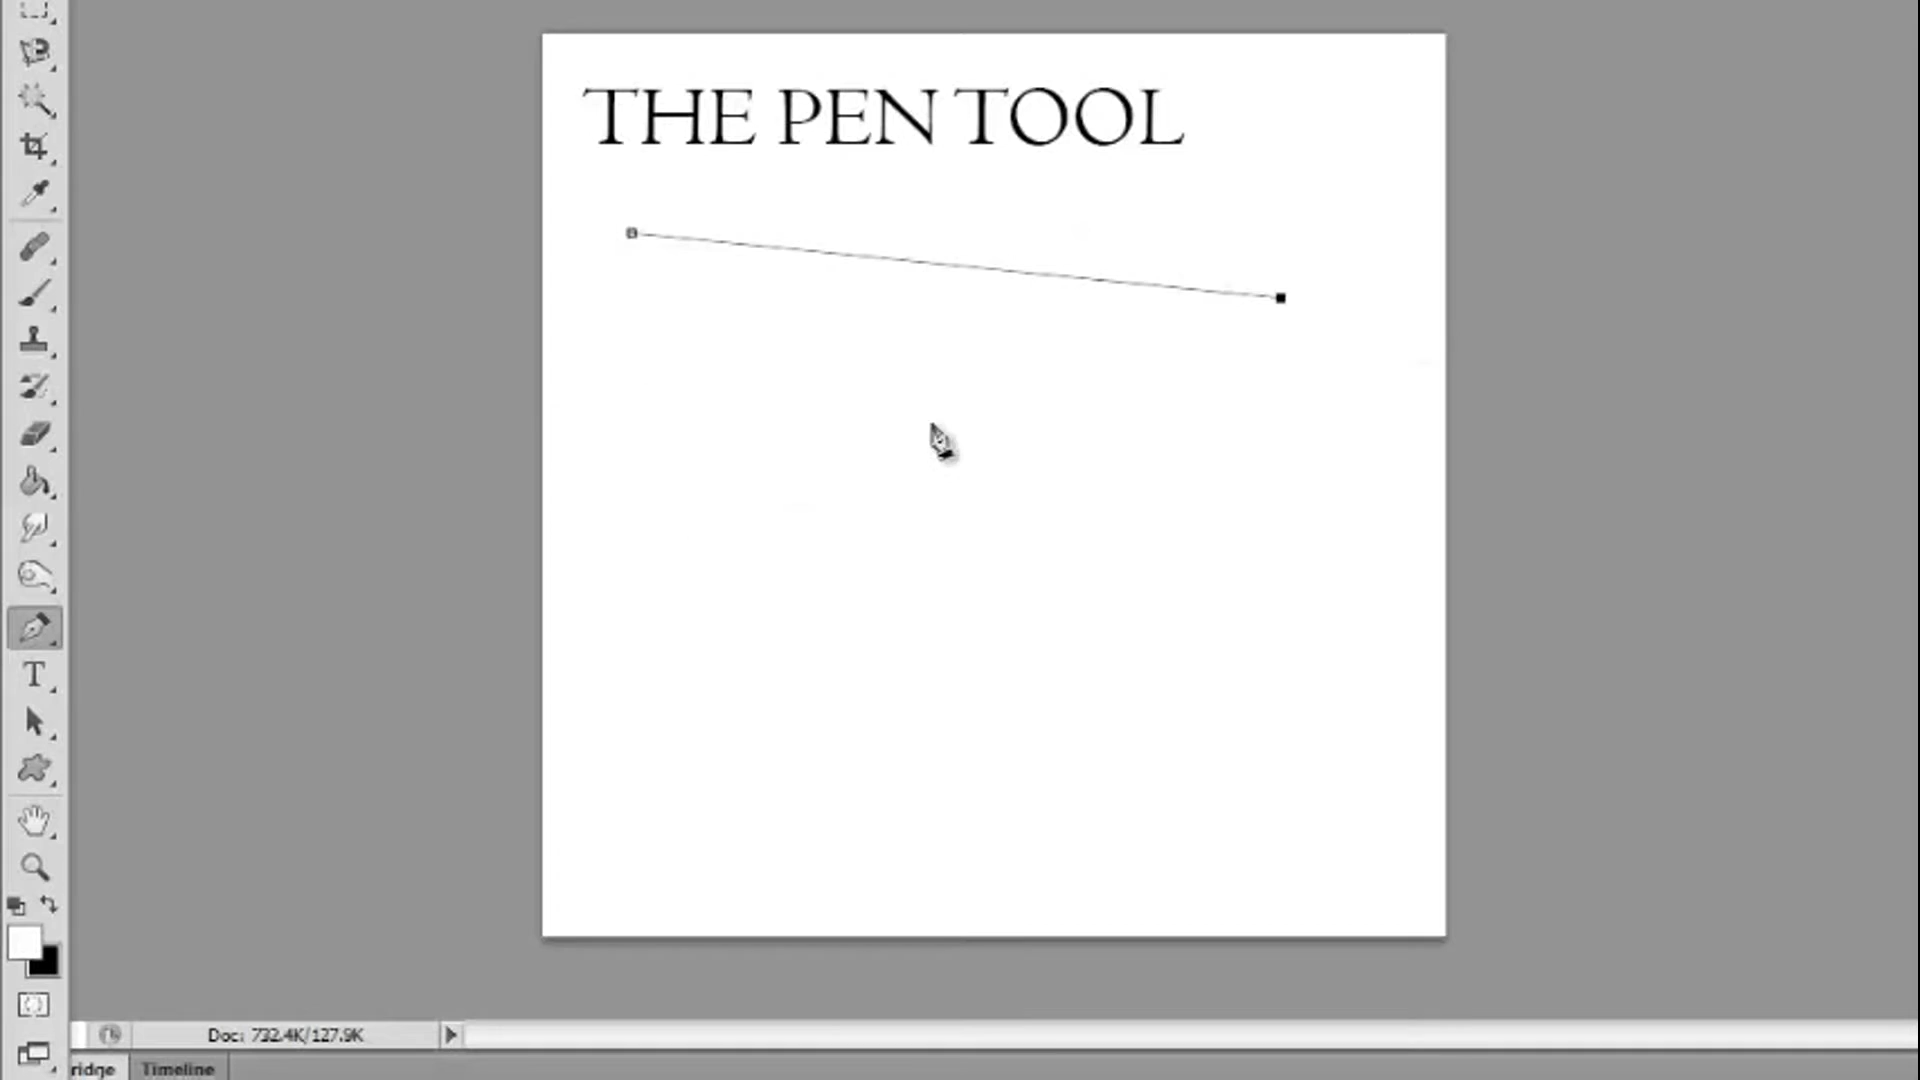 THE PEN TOOL
T
Doc: 732.4K/127.9K
ridge
Timeline